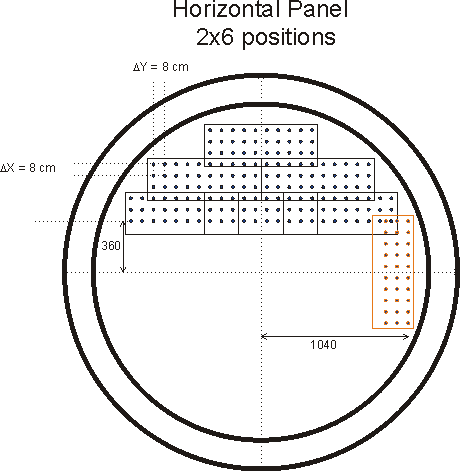 Horizontal Panel
2x6 positions
ΔY = 8 cm
ΔX = 8 cm
360
1040